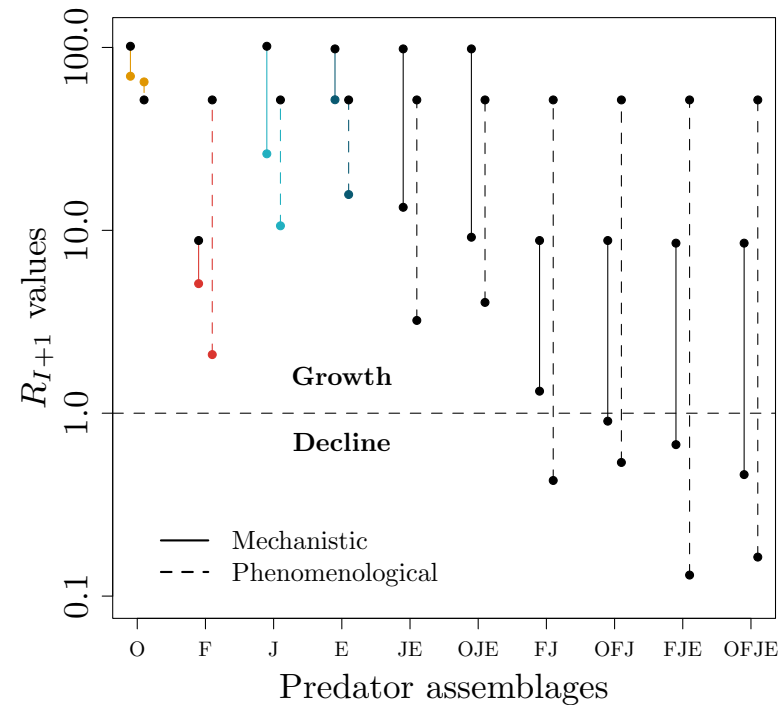 100.0
10.0
1.0
0.1
R_{I+1} values
Growth
Decline
Mechanistic
Phenomenological
O F J E JE OJE FJ OFJ FJE OFJE
Predator assemblages